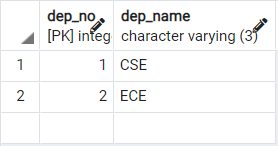 dep_no dep_name
[PK] integ character varying (3)
1 1 CSE
2 2 ECE